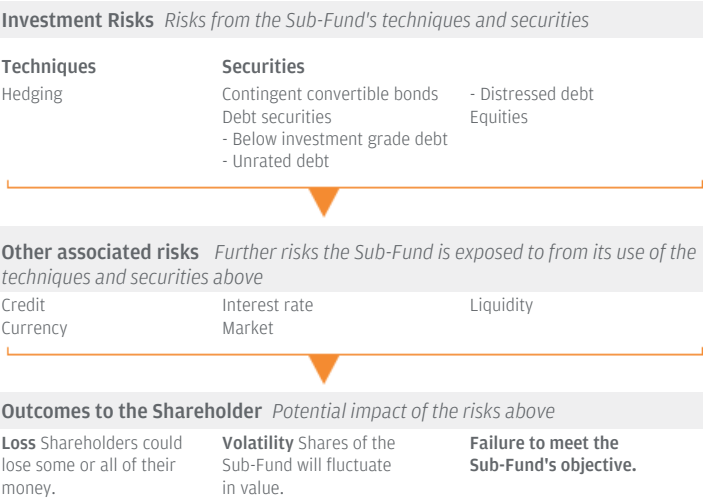 Investment Risks Risks from the Sub-Fund's techniques and securities
Techniques
Hedging
Securities
Contingent convertible bonds
Debt securities
- Below investment grade debt
- Unrated debt
- Distressed debt
Equities
Other associated risks Further risks the Sub-Fund is exposed to from its use of the
techniques and securities above
Credit
Currency
Interest rate
Market
Liquidity
Outcomes to the Shareholder Potential impact of the risks above
Loss Shareholders could
lose some or all of their
money.
Volatility Shares of the
Sub-Fund will fluctuate
in value.
Failure to meet the
Sub-Fund's objective.